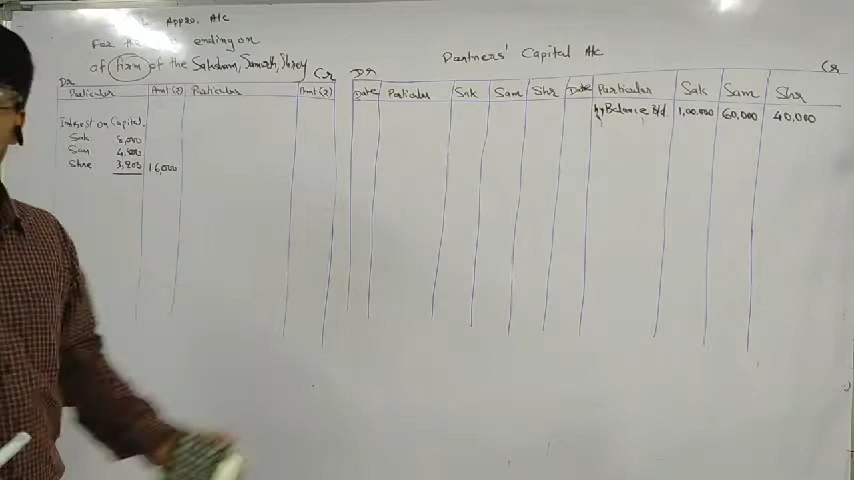 Appro. A/c
For the ending on
of firm of the Saksham, Samarth, Shrey
Dr Cr
Particulars Amt (₹) Particulars Amt (₹)
Interest on Capital.
Sak 8,000
Sam 4,800
Shre 3,200 16,000
Partners' Capital A/c
Dr Cr
Date Particulars Sak Sam Shr Date Particulars Sak Sam Shr
By Balance b/d 1,00,000 60,000 40,000